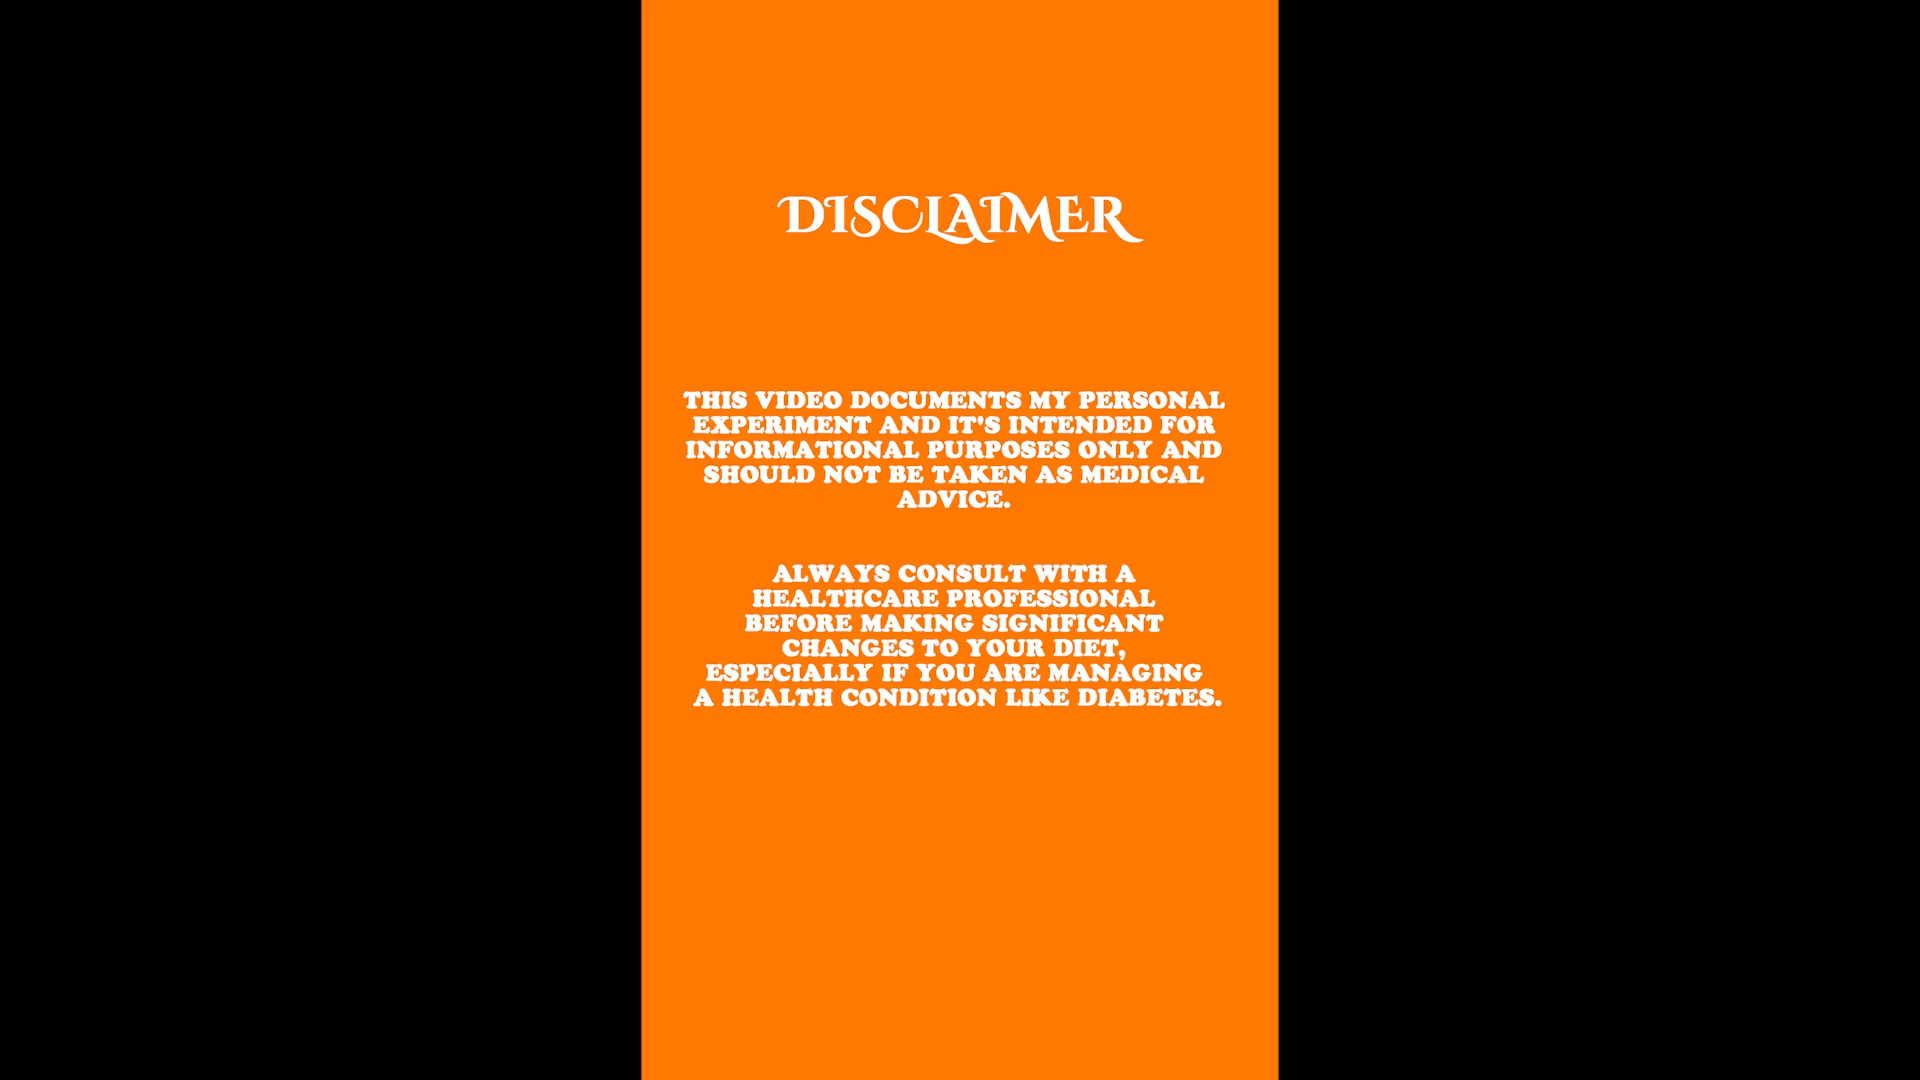 DISCLAIMER
THIS VIDEO DOCUMENTS MY PERSONAL
EXPERIMENT AND IT'S INTENDED FOR
INFORMATIONAL PURPOSES ONLY AND
SHOULD NOT BE TAKEN AS MEDICAL
ADVICE.
ALWAYS CONSULT WITH A
HEALTHCARE PROFESSIONAL
BEFORE MAKING SIGNIFICANT
CHANGES TO YOUR DIET,
ESPECIALLY IF YOU ARE MANAGING
A HEALTH CONDITION LIKE DIABETES.